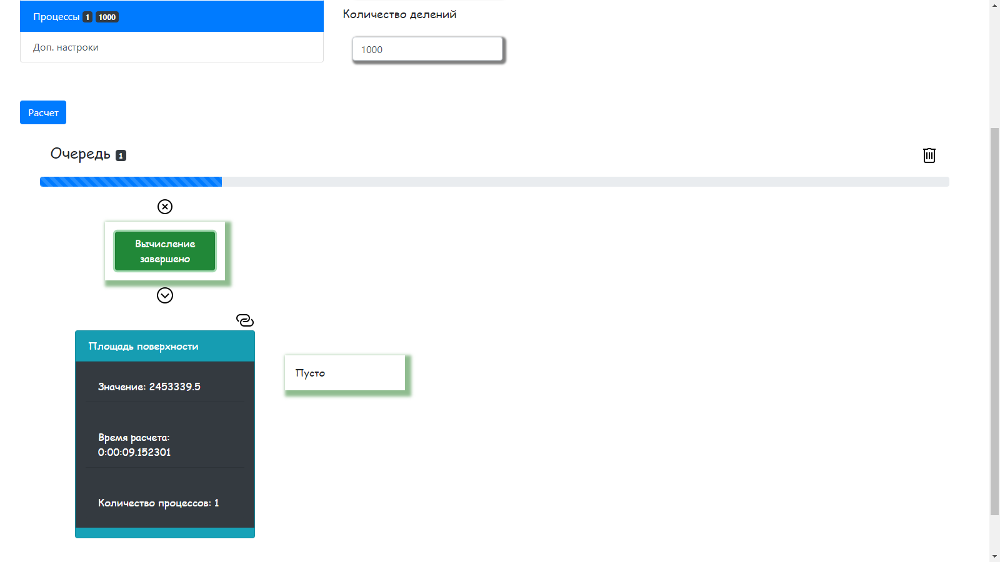 Процессы 1 1000
Количество делений
Доп. настроки
1000
Расчет
Очередь 1
Вычисление
завершено
Площадь поверхности
Значение: 2453339.5
Время расчета:
0:00:09.152301
Количество процессов: 1
Пусто